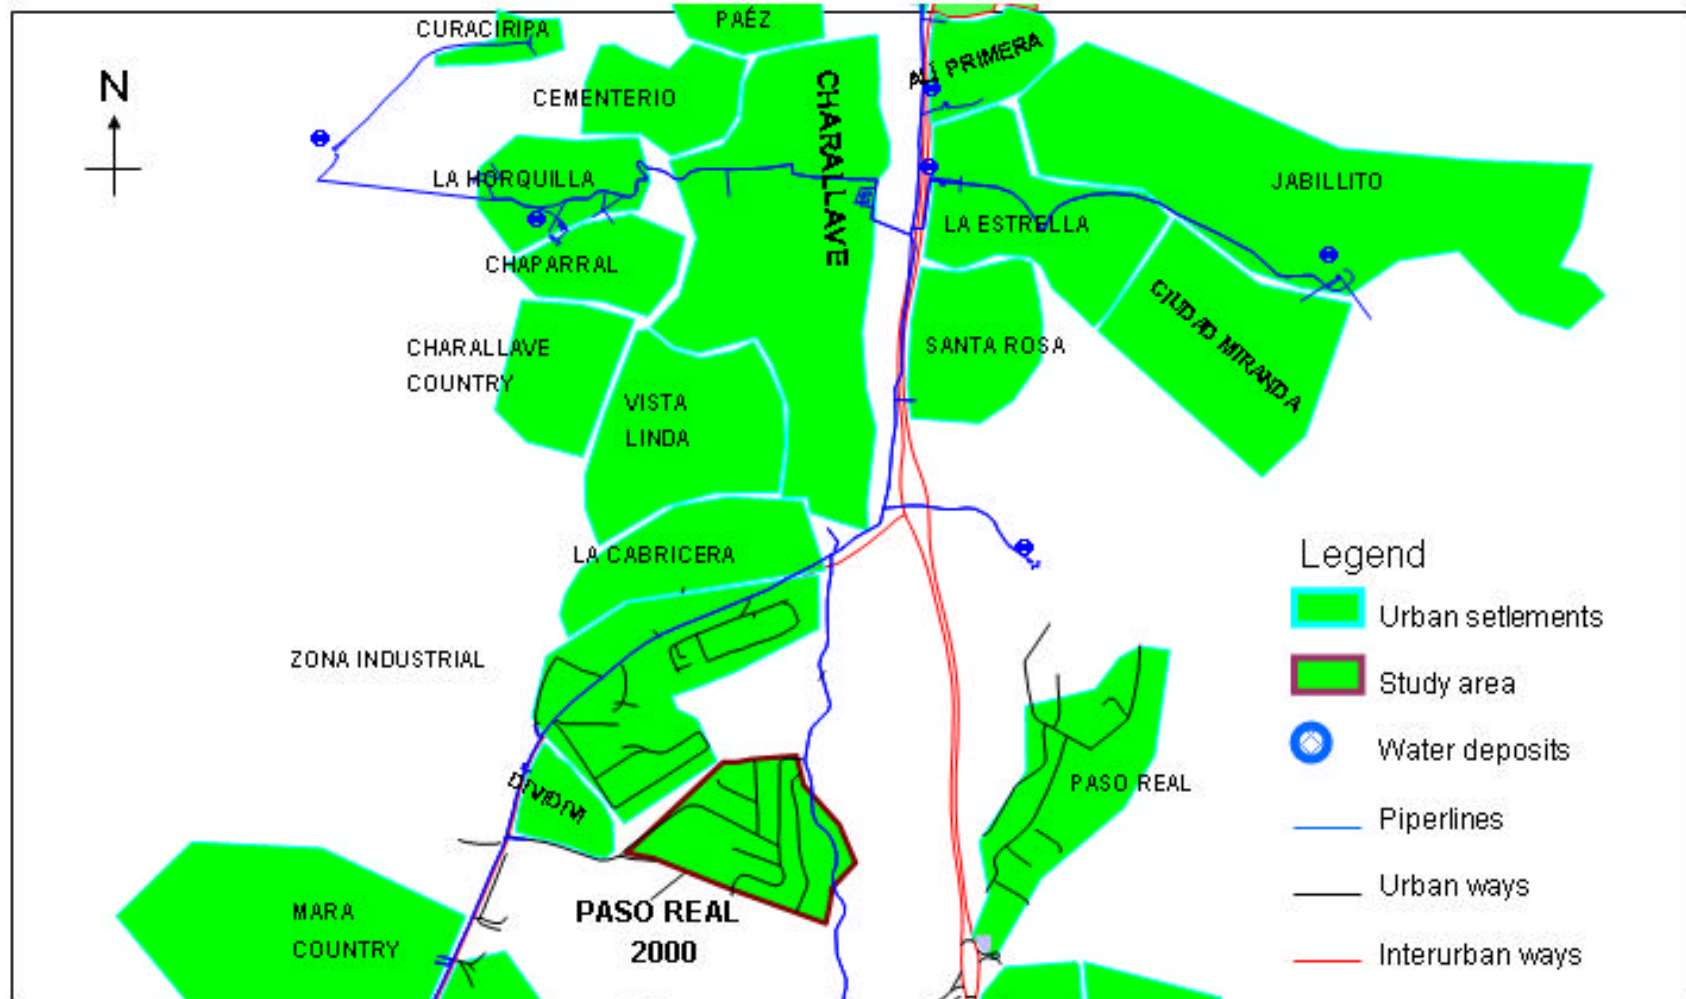 CURACIRIPA
PAÉZ
N
CEMENTERIO
CHARALLAVE
ALÍ PRIMERA
LA HORQUILLA
JABILLITO
LA ESTRELLA
CHAPARRAL
CIUDAD MIRANDA
CHARALLAVE
COUNTRY
SANTA ROSA
VISTA
LINDA
LA CABRICERA
Legend
Urban setlements
ZONA INDUSTRIAL
Study area
Water deposits
DIVIDIVI
PASO REAL
Piperlines
Urban ways
MARA
COUNTRY
PASO REAL
2000
Interurban ways